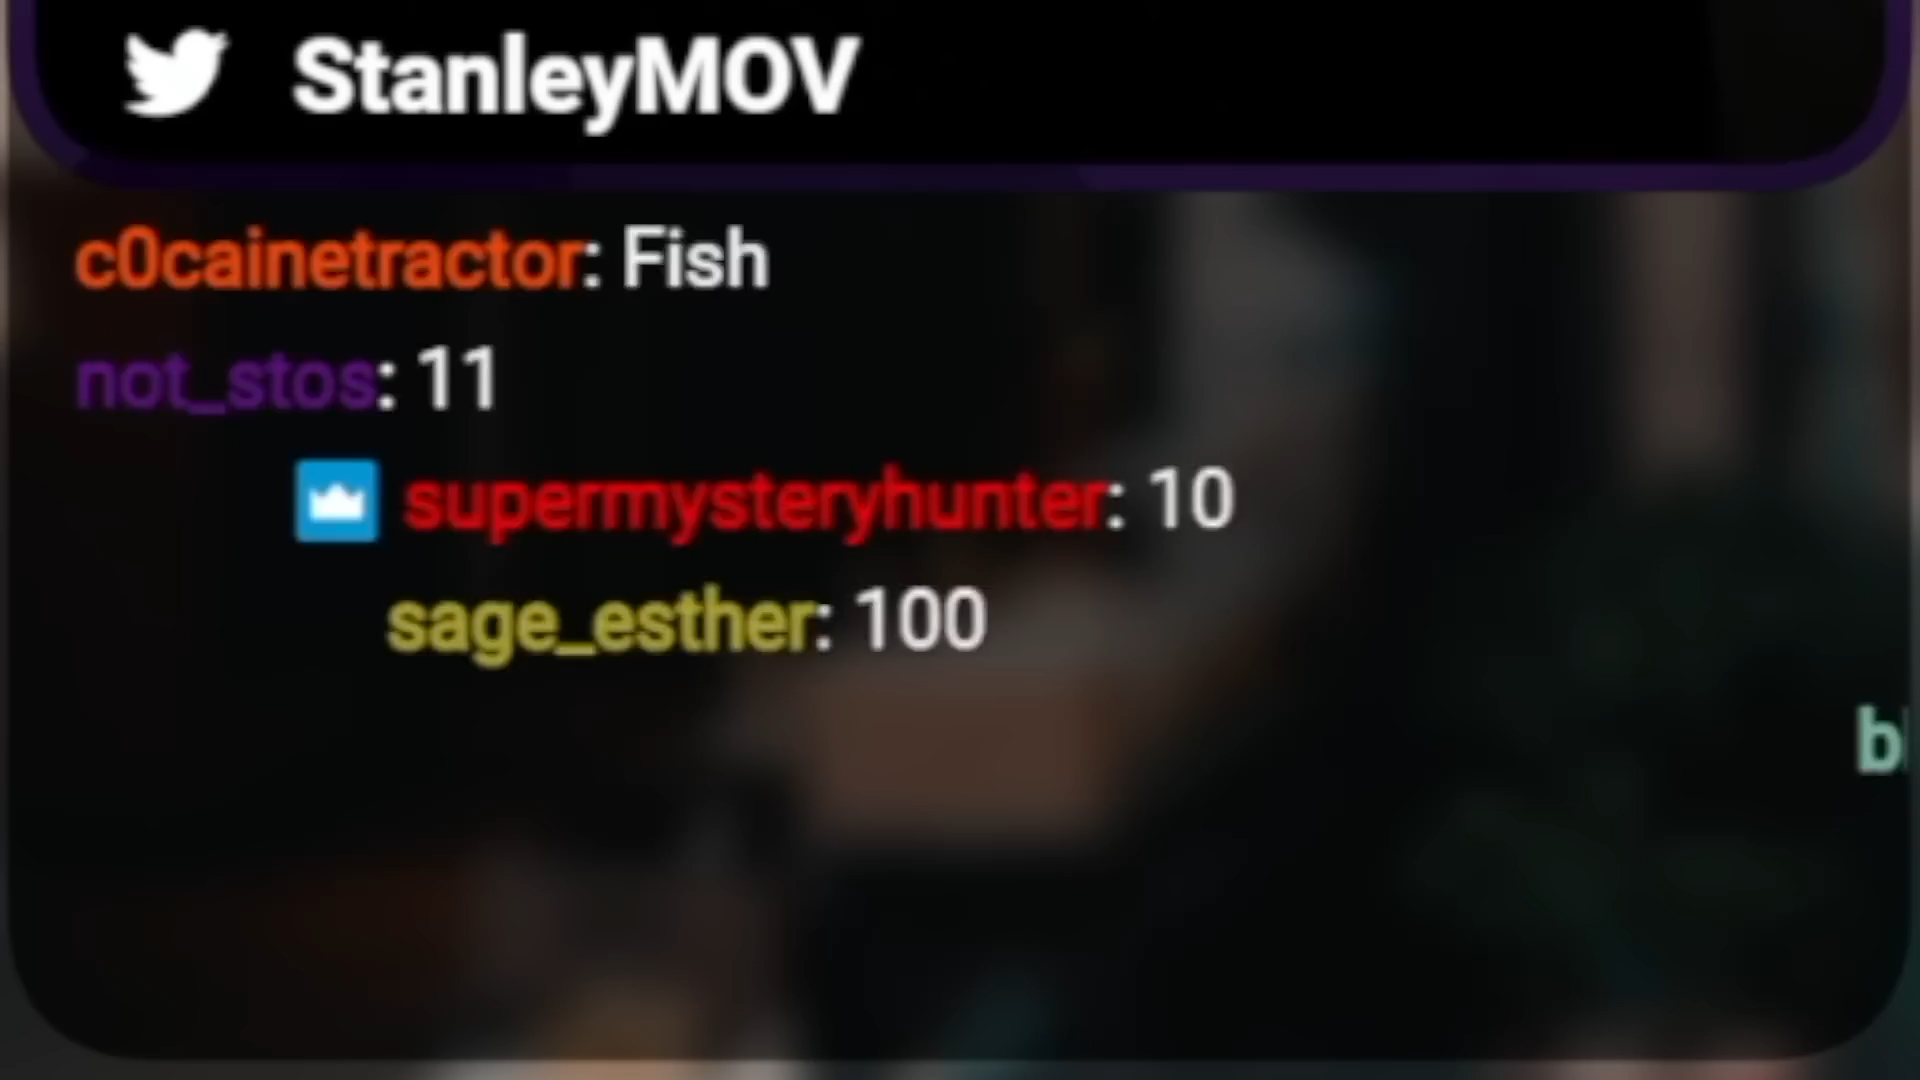 StanleyMOV
c0cainetractor: Fish
not_stos: 11
supermysteryhunter: 10
sage_esther: 100